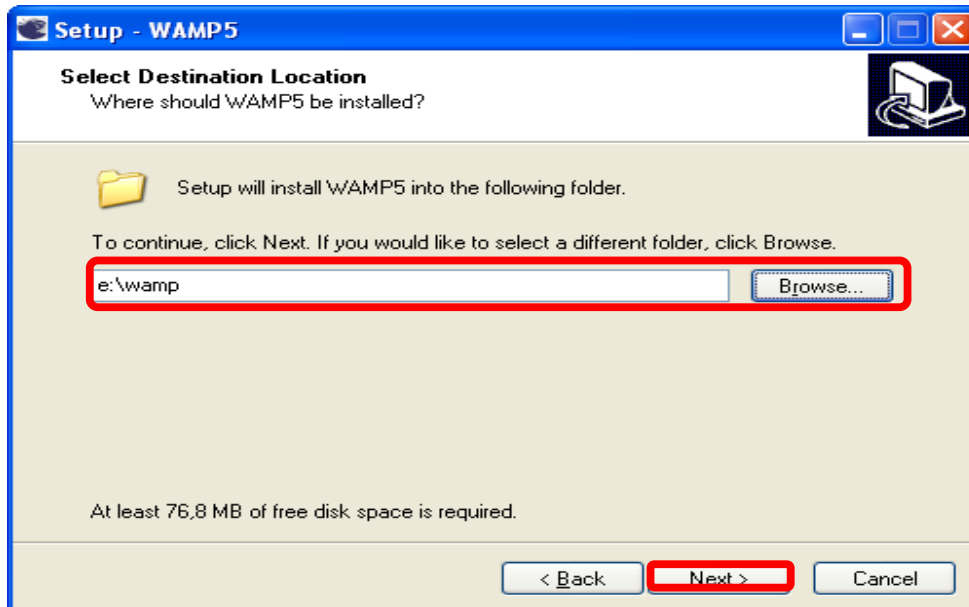 Setup - WAMP5
Select Destination Location
Where should WAMP5 be installed?
Setup will install WAMP5 into the following folder.
To continue, click Next. If you would like to select a different folder, click Browse.
e:\wamp Browse...
At least 76,8 MB of free disk space is required.
< Back Next > Cancel